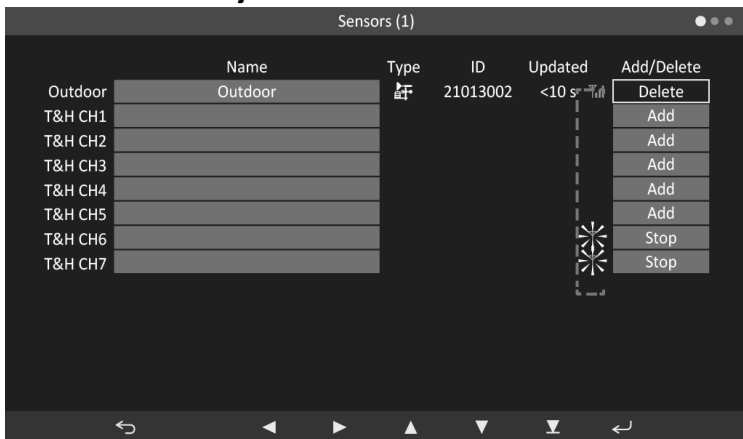 Sensors (1)
Name Type ID Updated Add/Delete
Outdoor Outdoor 21013002 <10 s Delete
T&H CH1 Add
T&H CH2 Add
T&H CH3 Add
T&H CH4 Add
T&H CH5 Add
T&H CH6 Stop
T&H CH7 Stop